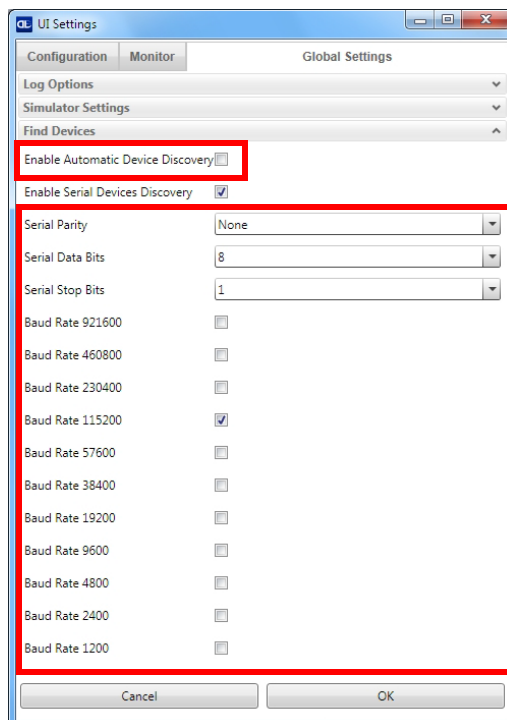 DL UI Settings
Configuration Monitor Global Settings
Log Options
Simulator Settings
Find Devices
Enable Automatic Device Discovery
Enable Serial Devices Discovery
Serial Parity None
Serial Data Bits 8
Serial Stop Bits 1
Baud Rate 921600
Baud Rate 460800
Baud Rate 230400
Baud Rate 115200
Baud Rate 57600
Baud Rate 38400
Baud Rate 19200
Baud Rate 9600
Baud Rate 4800
Baud Rate 2400
Baud Rate 1200
Cancel OK